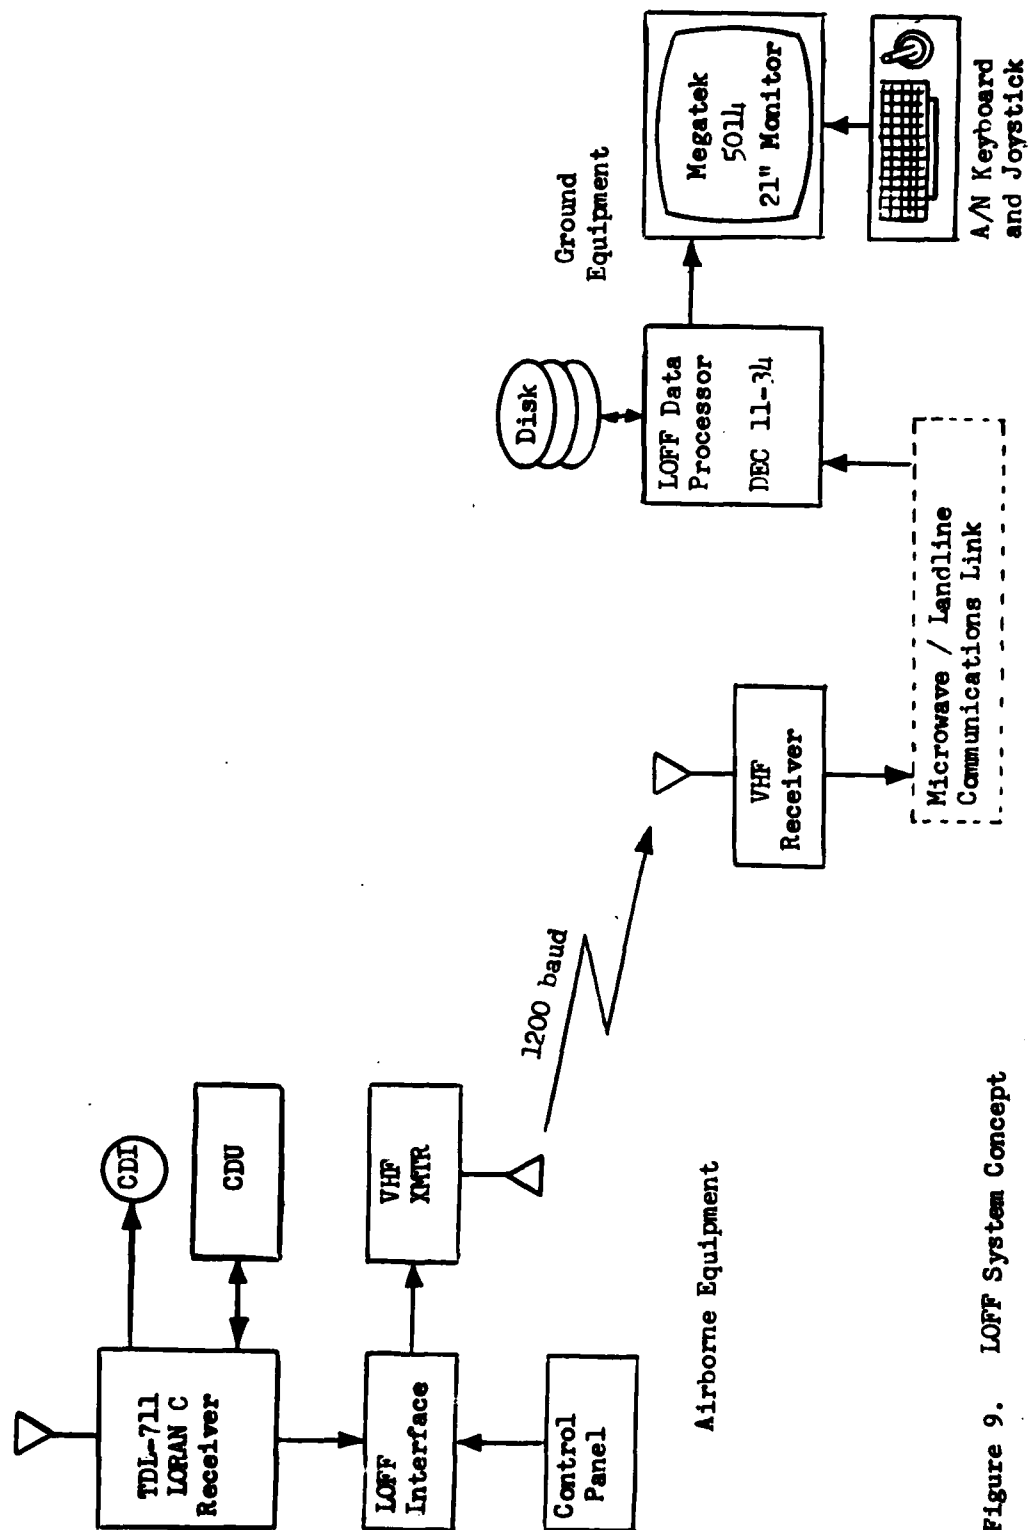 TDL-711
LORAN C
Receiver
CDI
CDU
LOFF
Interface
VHF
XMTR
Control
Panel
Airborne Equipment
1200 baud
VHF
Receiver
Microwave / Landline
Communications Link
Disk
LOFF Data
Processor
DEC 11-34
Ground
Equipment
Megatek
5014
21" Monitor
A/N Keyboard
and Joystick
Figure 9. LOFF System Concept